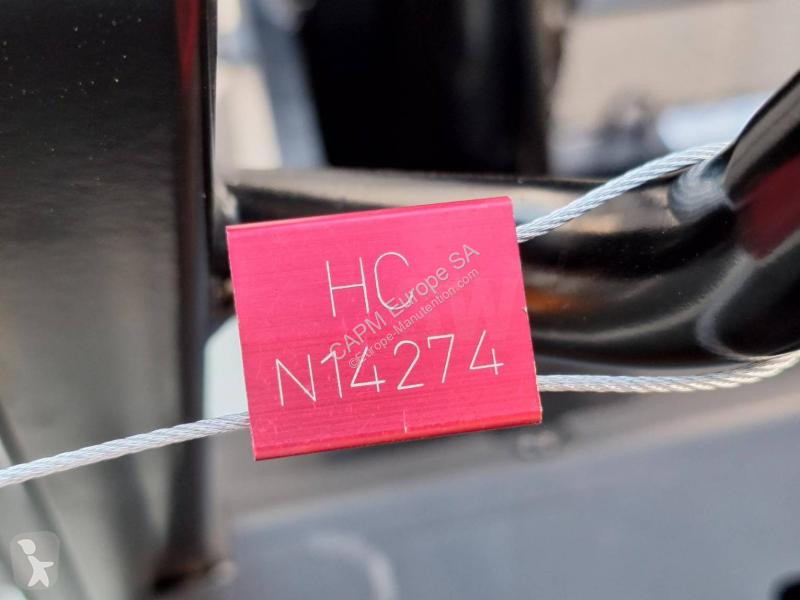 HC
N14274
CAPM Europe SA
©Europe-Manutention.com